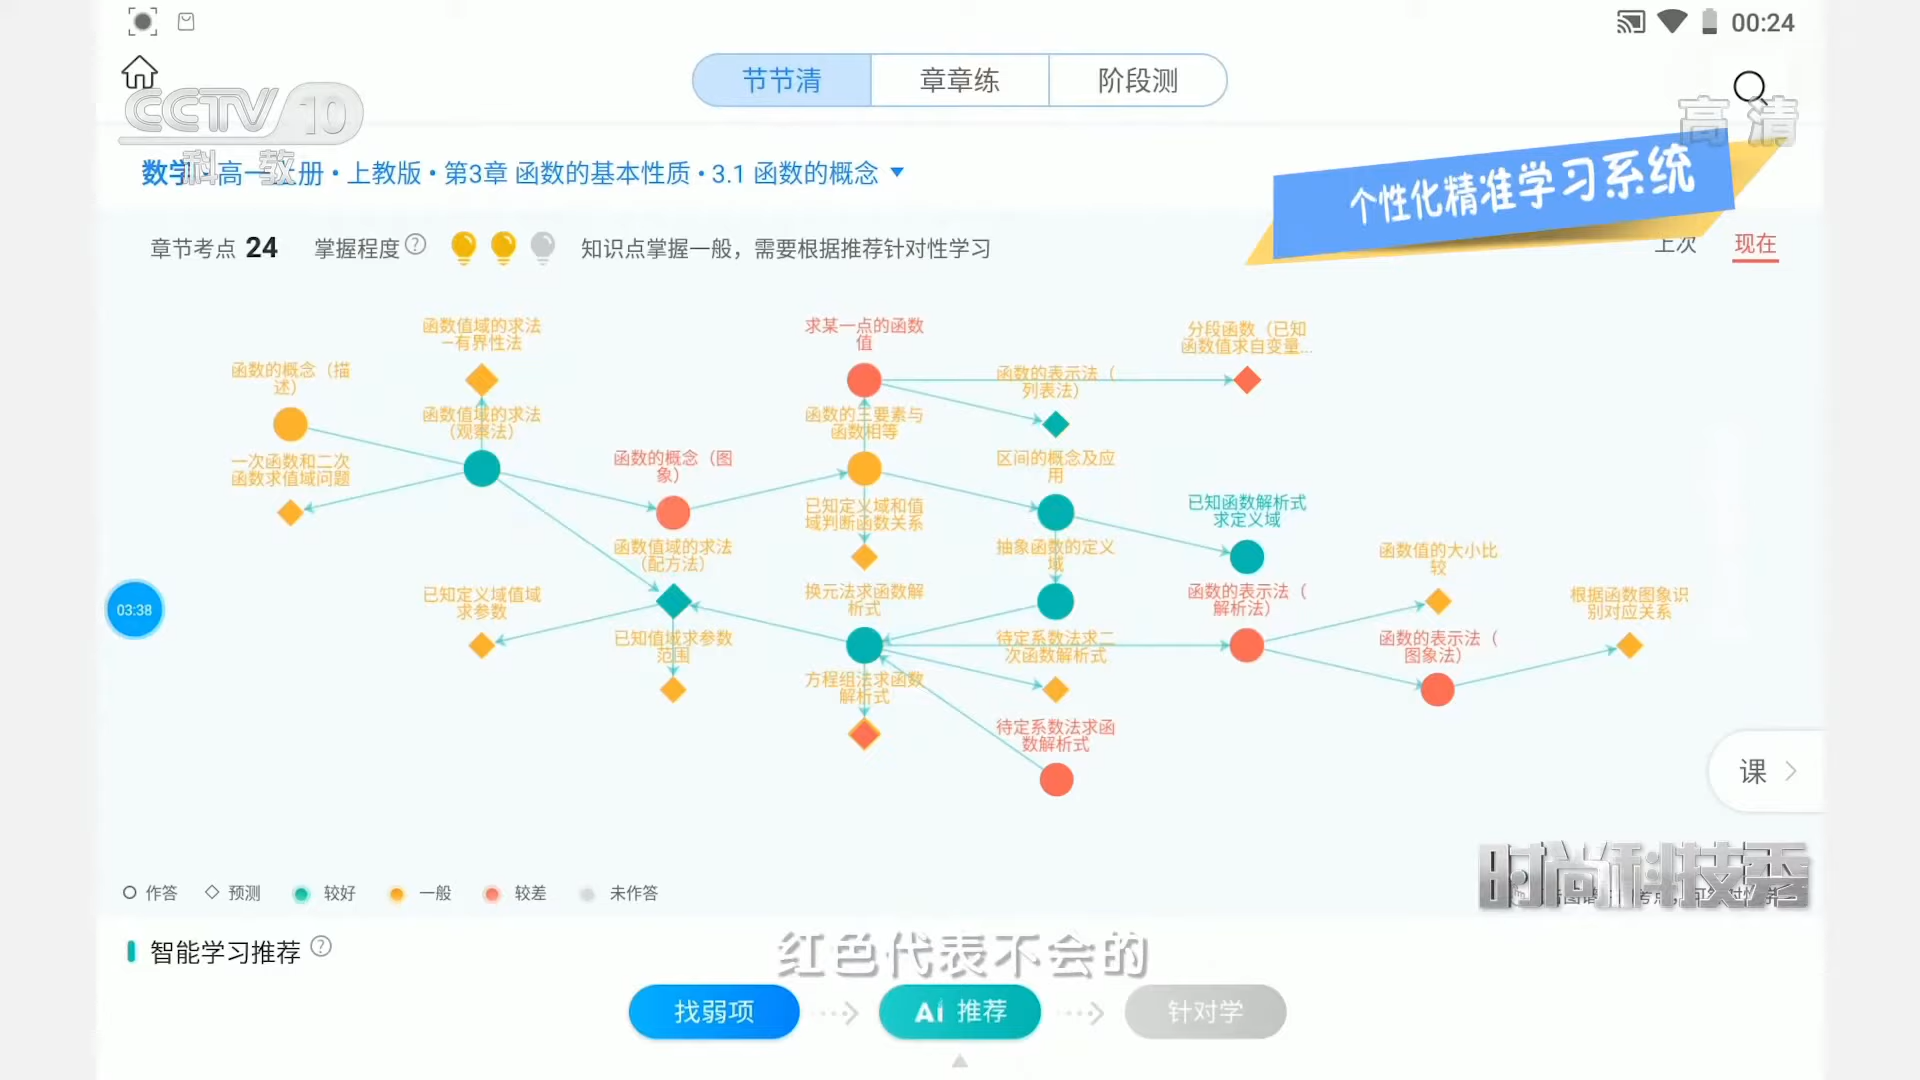 00:24
节节清
章章练
阶段测
CCTV 10
科 教
高 清
数学
高一
册·上教版·第3章 函数的基本性质·3.1 函数的概念
个性化精准学习系统
章节考点 24
掌握程度
知识点掌握一般，需要根据推荐针对性学习
上次
现在
函数值域的求法
-有界性法
求某一点的函数
值
分段函数（已知
函数值求自变量...
函数的概念（描
述）
函数的表示法（
列表法）
函数值域的求法
（观察法）
函数的三要素与
函数相等
一次函数和二次
函数求值域问题
函数的概念（图
象）
区间的概念及应
用
已知定义域和值
域判断函数关系
已知函数解析式
求定义域
函数值域的求法
（配方法）
抽象函数的定义
域
函数值的大小比
较
已知定义域值域
求参数
换元法求函数解
析式
函数的表示法（
解析法）
根据函数图象识
别对应关系
03:38
已知值域求参数
范围
待定系数法求二
次函数解析式
函数的表示法（
图象法）
方程组法求函数
解析式
待定系数法求函
数解析式
课
时尚科技秀
作答
预测
较好
一般
较差
未作答
智能学习推荐
红色代表不会的
找弱项
AI 推荐
针对学